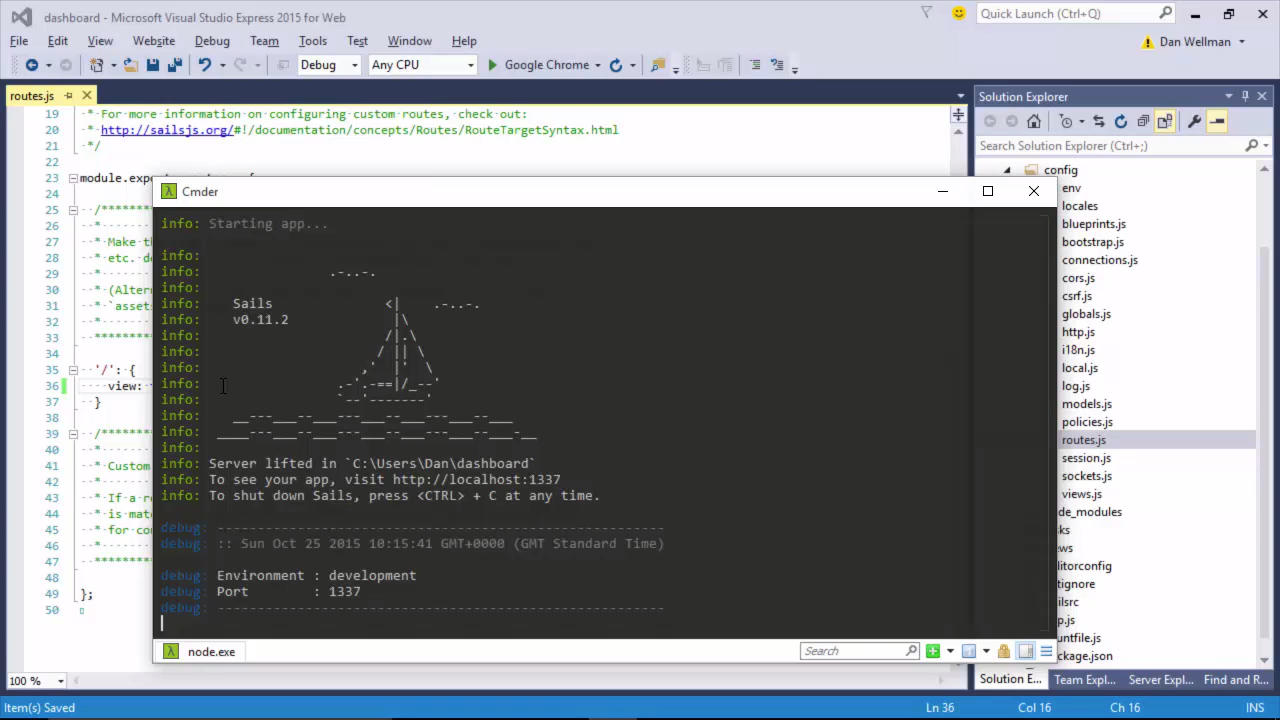 dashboard - Microsoft Visual Studio Express 2015 for Web
Quick Launch (Ctrl+Q)
File Edit View Website Debug Team Tools Test Window Help
Dan Wellman
Debug Any CPU Google Chrome
routes.js
19 * For more information on configuring custom routes, check out:
20 * http://sailsjs.org/#!/documentation/concepts/Routes/RouteTargetSyntax.html
21 */
22
23 module.exp
24
25 /*******
26 *
27 * Make th
28 * etc. d
29 *
30 * (Alter
31 * `asset
32 *
33 *******
34
35 '/': {
36 view:
37 }
38
39 /*******
40 *
41 * Custom
42 *
43 * If a r
44 * is mat
45 * for co
46 *
47 *******
48
49 };
50
100 %
Cmder
info: Starting app...
info:
info: .-..-.
info:
info: Sails <| .-..-.
info: v0.11.2 |\
info: /|.\
info: / || \
info: ,' |' \
info: .-'.-==|/_--'
info: `--'-------'
info: __---___--___---___--___---___--___
info: ____---___--___---___--___---___--___-__
info:
info: Server lifted in `C:\Users\Dan\dashboard`
info: To see your app, visit http://localhost:1337
info: To shut down Sails, press <CTRL> + C at any time.
debug: --------------------------------------------------------
debug: :: Sun Oct 25 2015 10:15:41 GMT+0000 (GMT Standard Time)
debug: Environment : development
debug: Port : 1337
debug: --------------------------------------------------------
node.exe
Search
Solution Explorer
Search Solution Explorer (Ctrl+;)
config
env
locales
blueprints.js
bootstrap.js
connections.js
cors.js
csrf.js
globals.js
http.js
i18n.js
local.js
log.js
models.js
policies.js
routes.js
session.js
sockets.js
views.js
de_modules
ks
ews
itorconfig
tignore
ilsrc
p.js
untfile.js
ckage.json
Solution E... Team Expl... Server Expl... Find and R...
Item(s) Saved
Ln 36 Col 16 Ch 16 INS